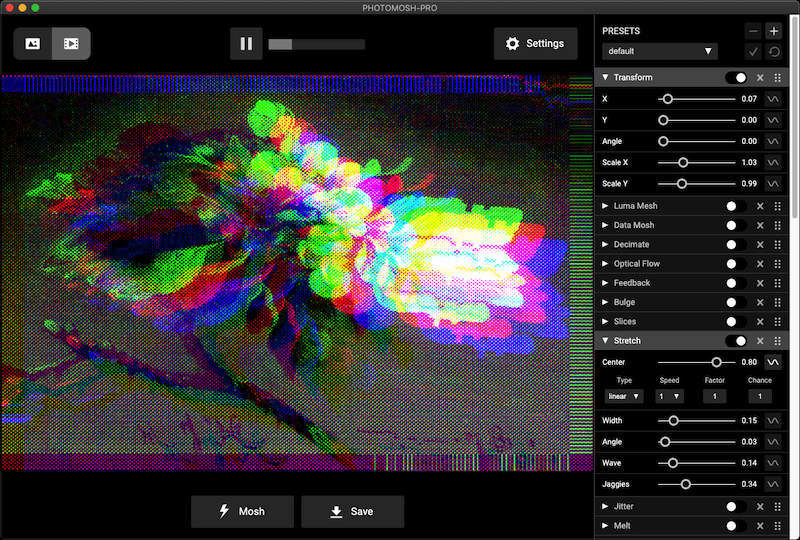 PHOTOMOSH-PRO
Settings
Mosh
Save
PRESETS
default
Transform
X 0.07
Y 0.00
Angle 0.00
Scale X 1.03
Scale Y 0.99
Luma Mesh
Data Mosh
Decimate
Optical Flow
Feedback
Bulge
Slices
Stretch
Center 0.80
Type Speed Factor Chance
linear 1 1 1
Width 0.15
Angle 0.03
Wave 0.14
Jaggies 0.34
Jitter
Melt